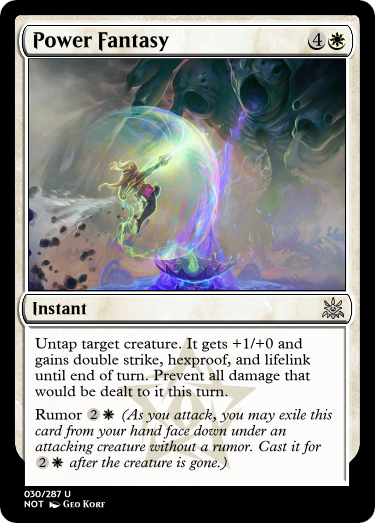 Power Fantasy 4
Instant
Untap target creature. It gets +1/+0 and
gains double strike, hexproof, and lifelink
until end of turn. Prevent all damage that
would be dealt to it this turn.
Rumor 2 (As you attack, you may exile this
card from your hand face down under an
attacking creature without a rumor. Cast it for
2 after the creature is gone.)
030/287 U
NOT Geo Korf